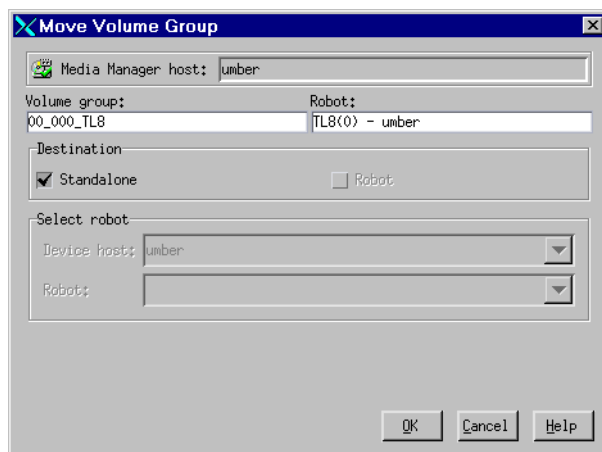 Move Volume Group
Media Manager host: umber
Volume group: Robot:
00_000_TL8 TL8(0) - umber
Destination
Standalone Robot
Select robot
Device host: umber
Robot:
OK Cancel Help